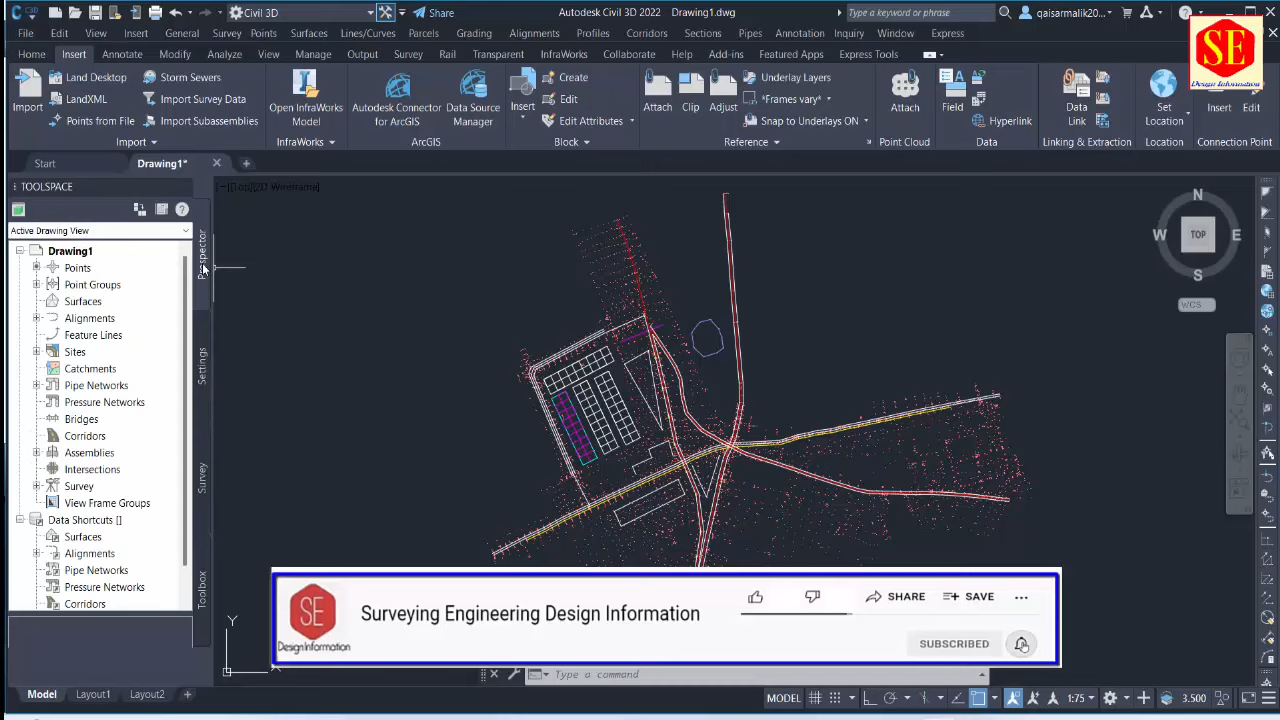 C 3D Civil 3D Share Autodesk Civil 3D 2022 Drawing1.dwg Type a keyword or phrase qaisarmalik20...
File Edit View Insert General Survey Points Surfaces Lines/Curves Parcels Grading Alignments Profiles Corridors Sections Pipes Annotation Inquiry Window Express
Home Insert Annotate Modify Analyze View Manage Output Survey Rail Transparent InfraWorks Collaborate Help Add-ins Featured Apps Express Tools
SE
Design Information
Land Desktop Storm Sewers Create Underlay Layers
LandXML Import Survey Data Edit *Frames vary*
Points from File Import Subassemblies Edit Attributes Snap to Underlays ON Hyperlink
Import
Open InfraWorks Model
Autodesk Connector for ArcGIS
Data Source Manager
Insert
Attach Clip Adjust
Attach
Field
Data Link
Set Location
Insert Edit
Import InfraWorks ArcGIS Block Reference Point Cloud Data Linking & Extraction Location Connection Point
Start Drawing1*
TOOLSPACE
[−][Top][2D Wireframe]
Active Drawing View
Drawing1
Points
Point Groups
Surfaces
Alignments
Feature Lines
Sites
Catchments
Pipe Networks
Pressure Networks
Bridges
Corridors
Assemblies
Intersections
Survey
View Frame Groups
Data Shortcuts []
Surfaces
Alignments
Pipe Networks
Pressure Networks
Corridors
Prospector
Settings
Survey
Toolbox
N
W TOP E
S
WCS
SE
DesignInformation
Surveying Engineering Design Information
SHARE SAVE ...
SUBSCRIBED
Y
X
Type a command
Model Layout1 Layout2
MODEL 1:75 3.500